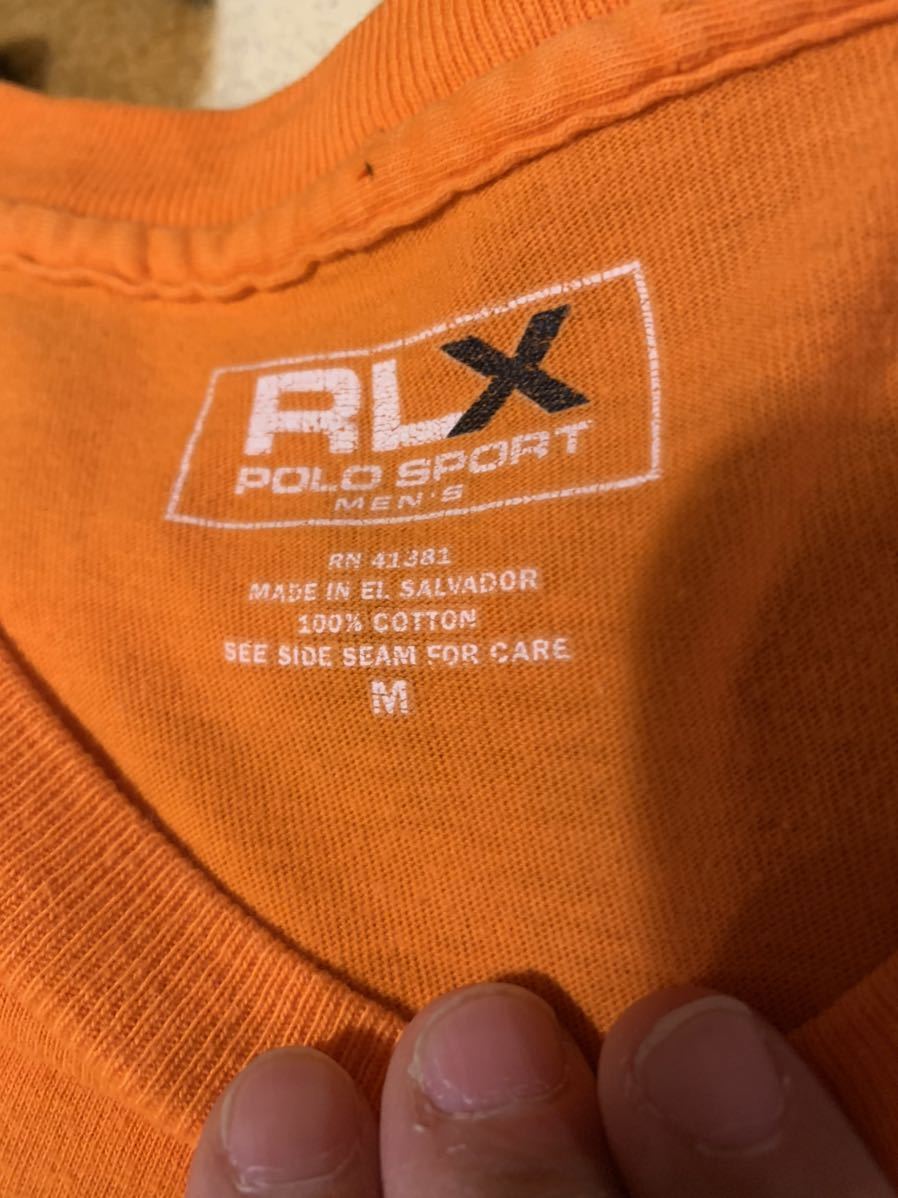 RLX
POLO SPORT
MEN'S
RN 41381
MADE IN EL SALVADOR
100% COTTON
SEE SIDE SEAM FOR CARE
M